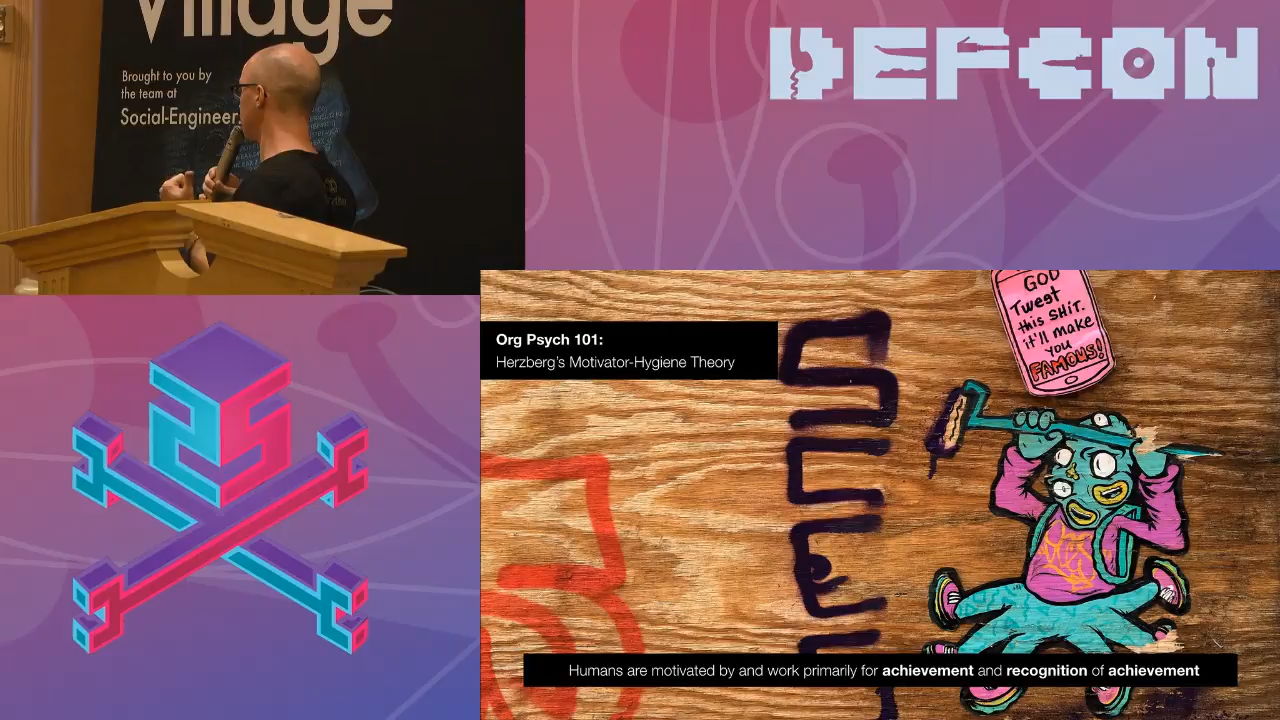 Village
Brought to you by
the team at
Social-Engineer.
DEFCON
25
Org Psych 101:
Herzberg's Motivator-Hygiene Theory
GOD
Tweet
this SHiT.
it'll make
you
FAMOUS!
Humans are motivated by and work primarily for achievement and recognition of achievement